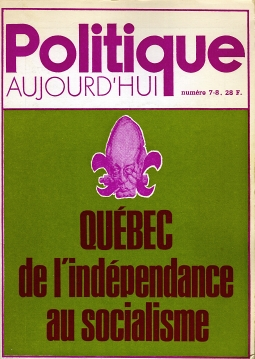 Politique
AUJOURD'HUI
numéro 7-8. 28 F.
QUÉBEC
de l'indépendance
au socialisme